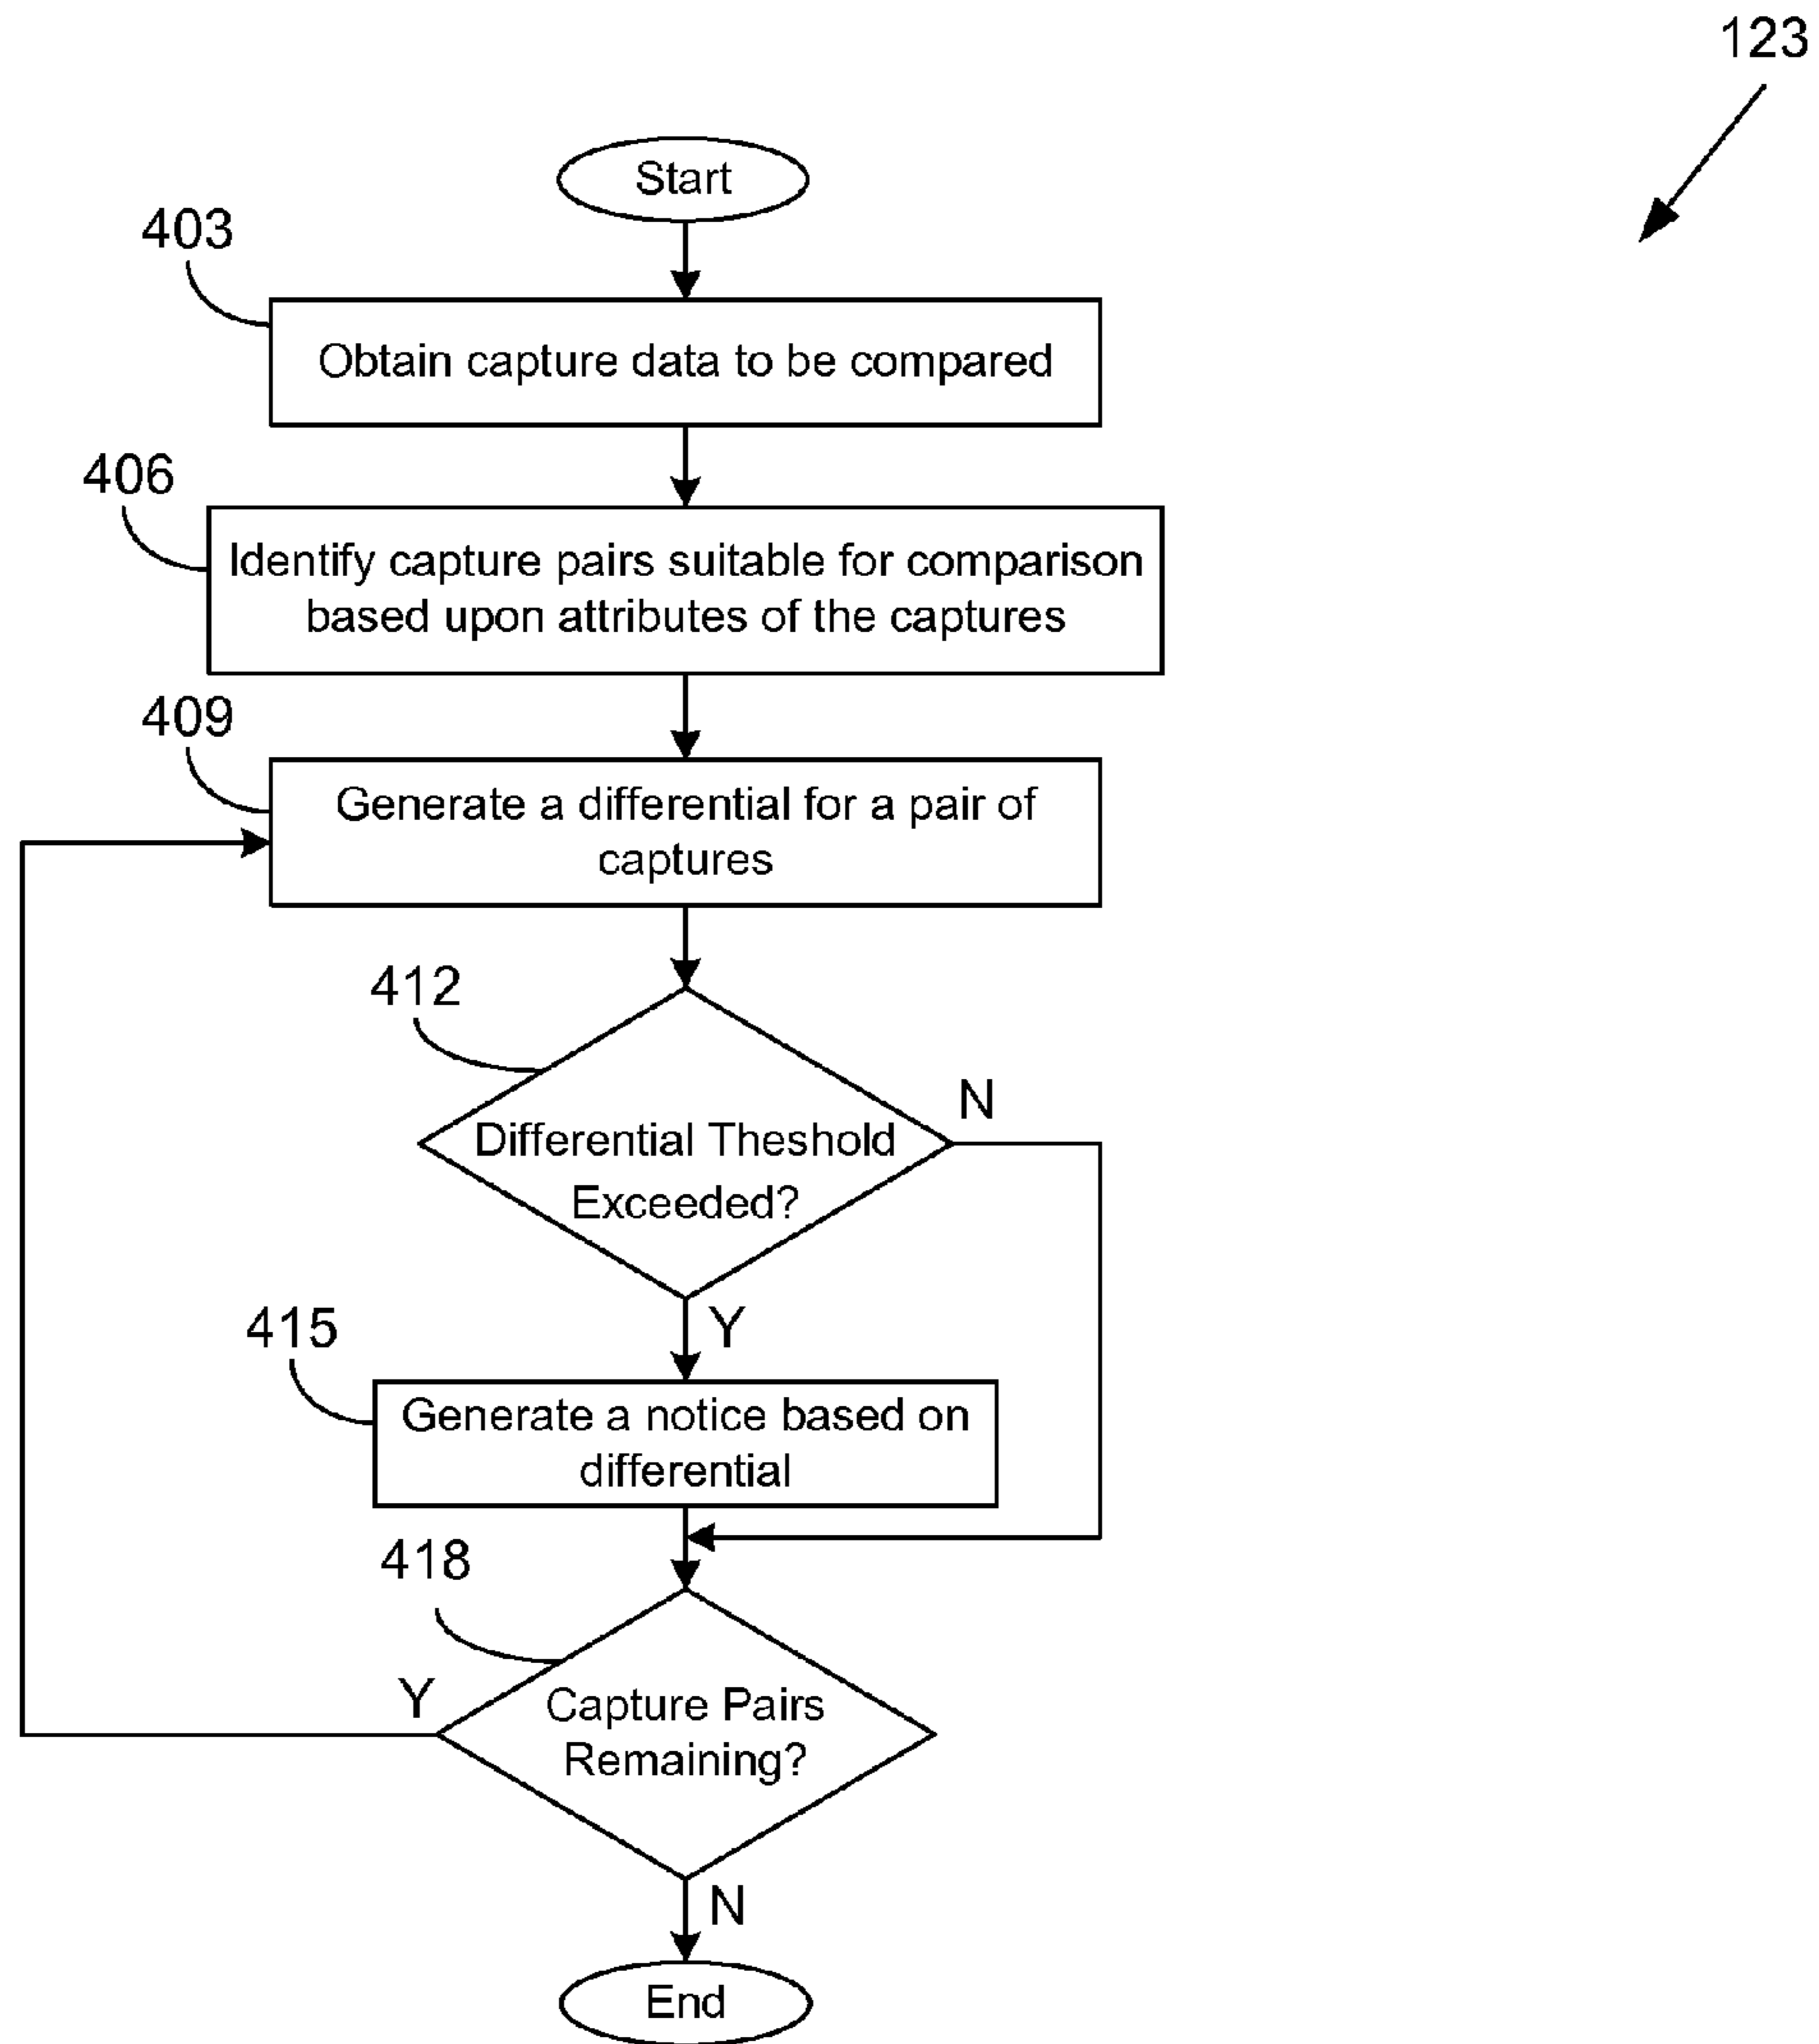 123
Start
403
Obtain capture data to be compared
406
Identify capture pairs suitable for comparison
based upon attributes of the captures
409
Generate a differential for a pair of
captures
412
N
Differential Theshold
Exceeded?
Y
415
Generate a notice based on
differential
418
Y
Capture Pairs
Remaining?
N
End